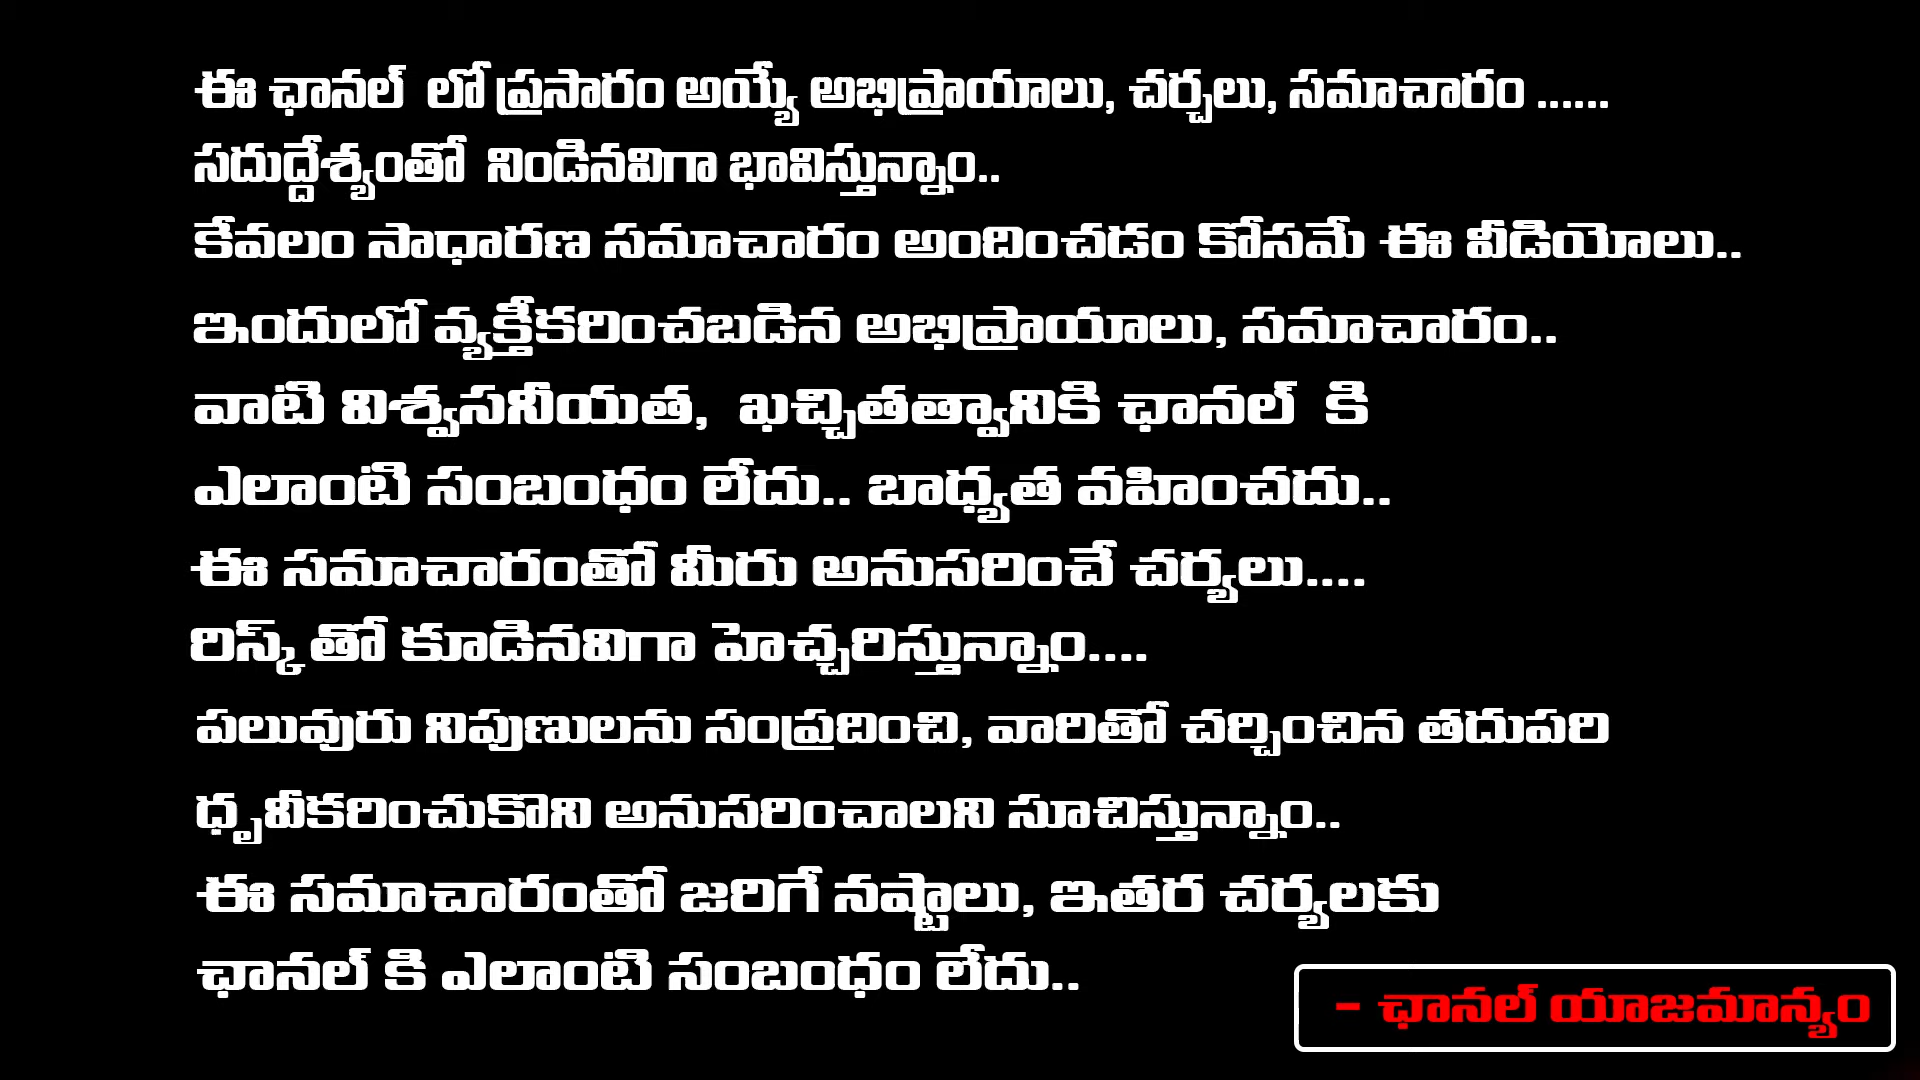 ఈ ఛానల్ లో ప్రసారం అయ్యే అభిప్రాయాలు, చర్చలు, సమాచారం ......
సదుద్దేశ్యంతో నిండినవిగా భావిస్తున్నాం..
కేవలం సాధారణ సమాచారం అందించడం కోసమే ఈ వీడియోలు..
ఇందులో వ్యక్తీకరించబడిన అభిప్రాయాలు, సమాచారం..
వాటి విశ్వసనీయత, ఖచ్చితత్వానికి ఛానల్ కి
ఎలాంటి సంబంధం లేదు.. బాధ్యత వహించదు..
ఈ సమాచారంతో మీరు అనుసరించే చర్యలు....
రిస్క్ తో కూడినవిగా హెచ్చరిస్తున్నాం....
పలువురు నిపుణులను సంప్రదించి, వారితో చర్చించిన తదుపరి
ధృవీకరించుకొని అనుసరించాలని సూచిస్తున్నాం..
ఈ సమాచారంతో జరిగే నష్టాలు, ఇతర చర్యలకు
ఛానల్ కి ఎలాంటి సంబంధం లేదు..
- ఛానల్ యాజమాన్యం